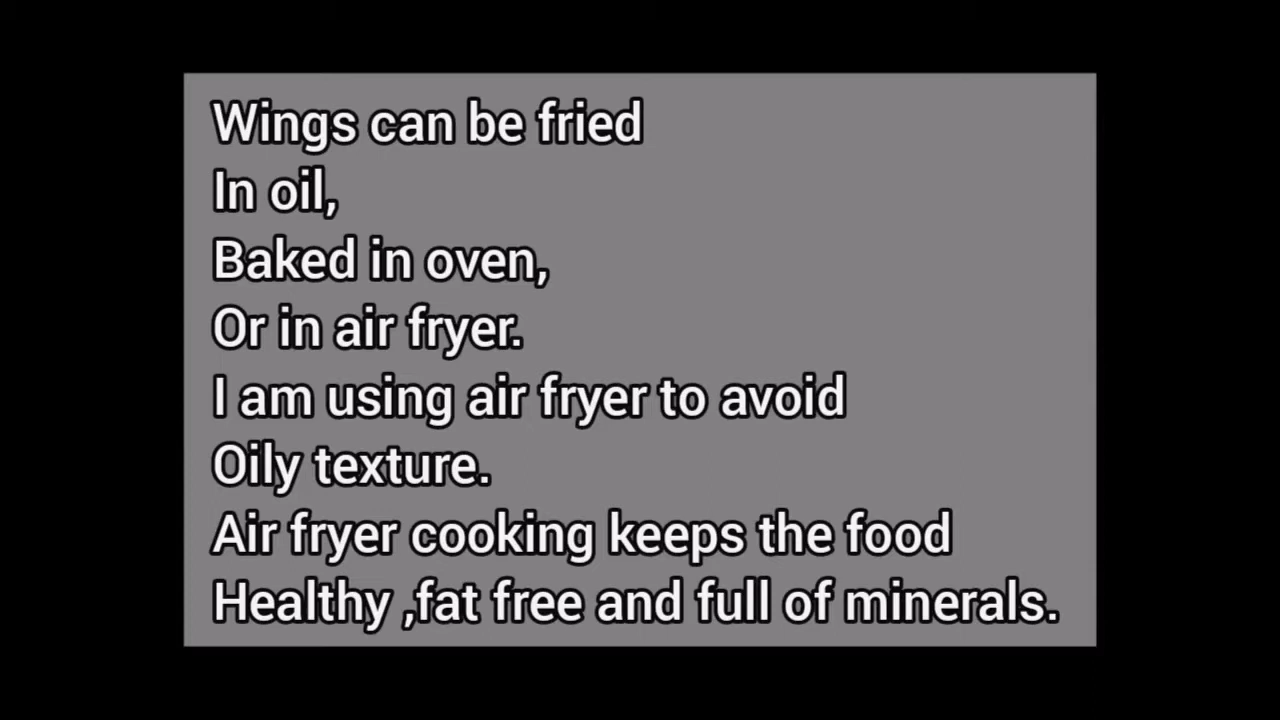 Wings can be fried
In oil,
Baked in oven,
Or in air fryer.
I am using air fryer to avoid
Oily texture.
Air fryer cooking keeps the food
Healthy ,fat free and full of minerals.